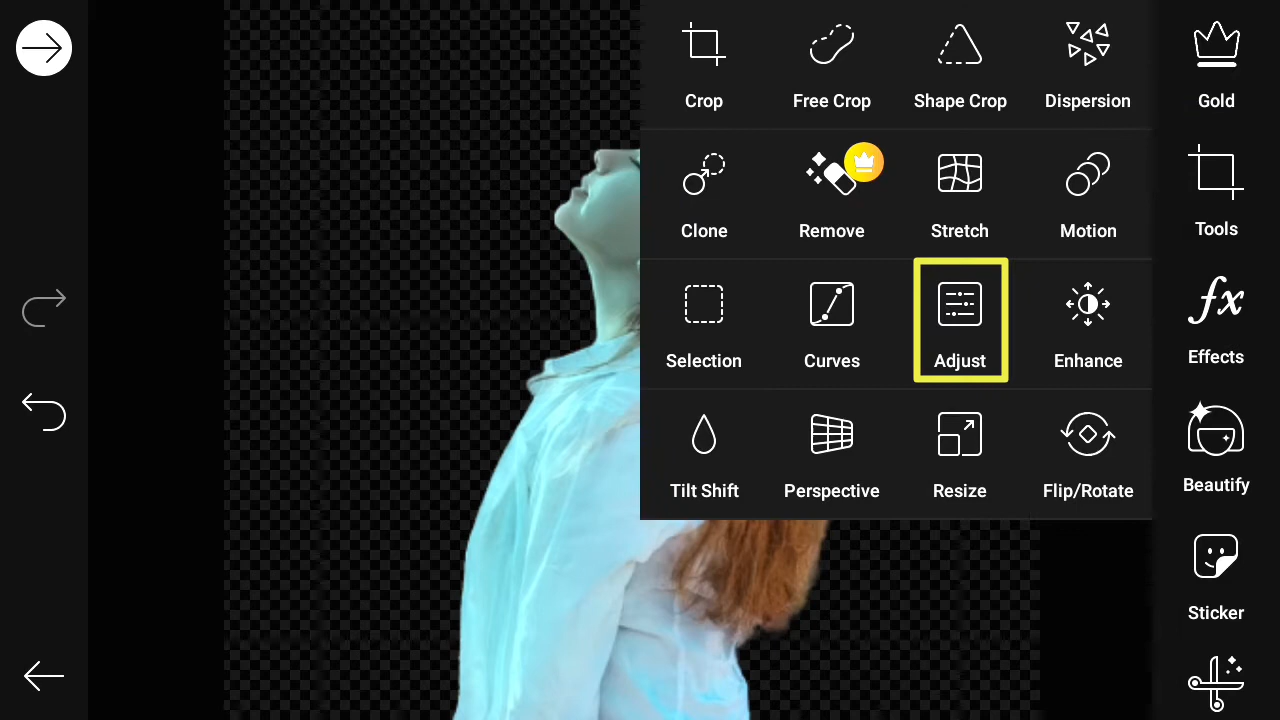 Crop Free Crop Shape Crop Dispersion
Gold
Clone Remove Stretch Motion
Tools
Selection Curves Adjust Enhance
Effects
Tilt Shift Perspective Resize Flip/Rotate
Beautify
Sticker